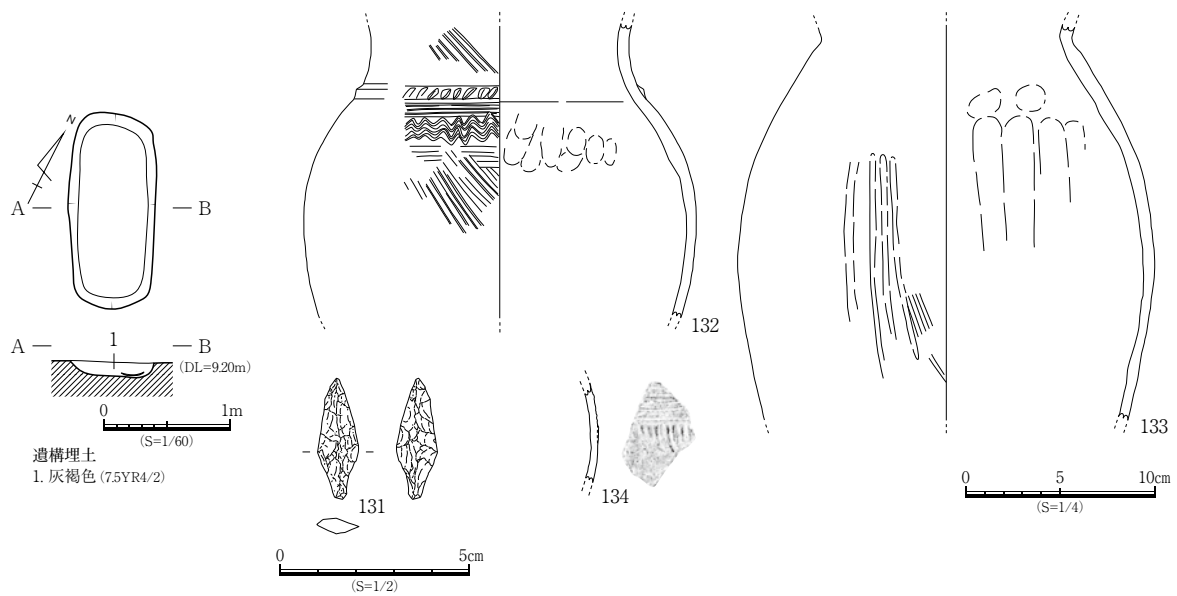 N
A
B
1
A
B
(DL=9.20m)
0
1m
(S=1/60)
遺構埋土
1. 灰褐色 (7.5YR4/2)
132
133
131
134
0
5cm
(S=1/2)
0
5
10cm
(S=1/4)